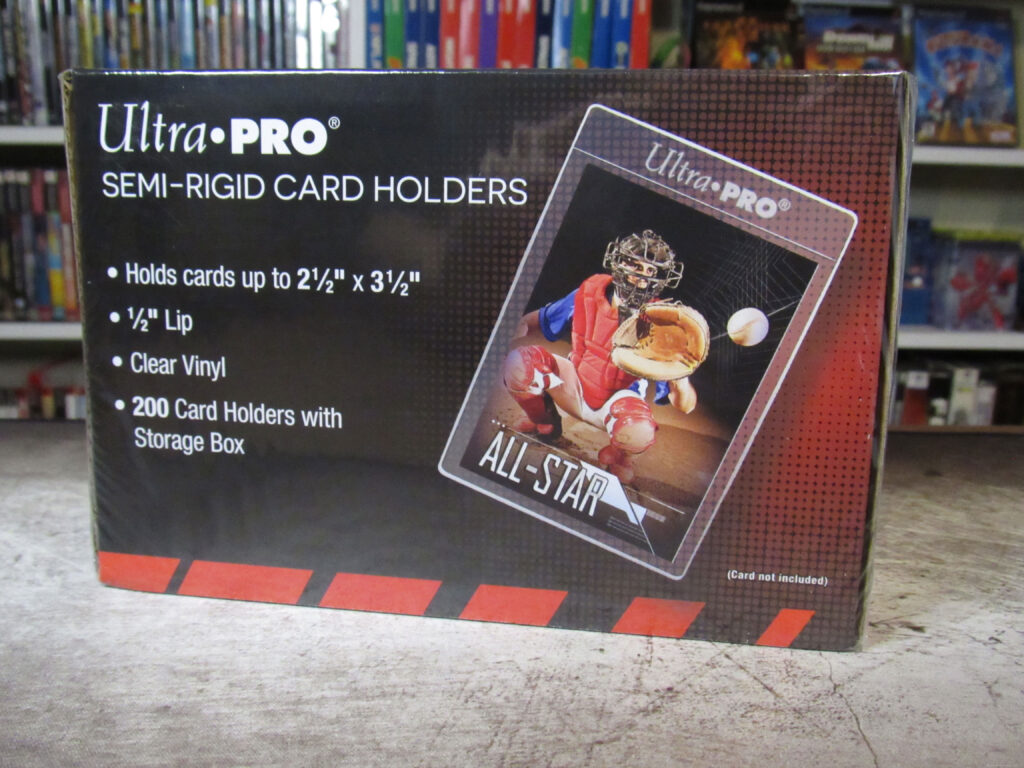 Ultra•PRO®
SEMI-RIGID CARD HOLDERS
• Holds cards up to 2½" x 3½"
• ½" Lip
• Clear Vinyl
• 200 Card Holders with
Storage Box
Ultra•PRO®
ALL-STAR
(Card not included)